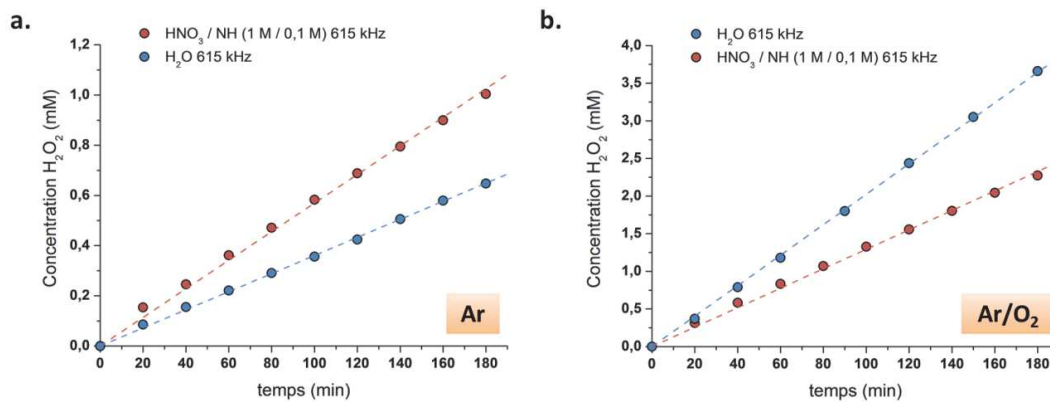 a.
HNO3 / NH (1 M / 0,1 M) 615 kHz
H2O 615 kHz
Concentration H2O2 (mM)
1,2
1,0
0,8
0,6
0,4
0,2
0,0
0 20 40 60 80 100 120 140 160 180
temps (min)
Ar
b.
H2O 615 kHz
HNO3 / NH (1 M / 0,1 M) 615 kHz
Concentration H2O2 (mM)
4,0
3,5
3,0
2,5
2,0
1,5
1,0
0,5
0,0
0 20 40 60 80 100 120 140 160 180
temps (min)
Ar/O2